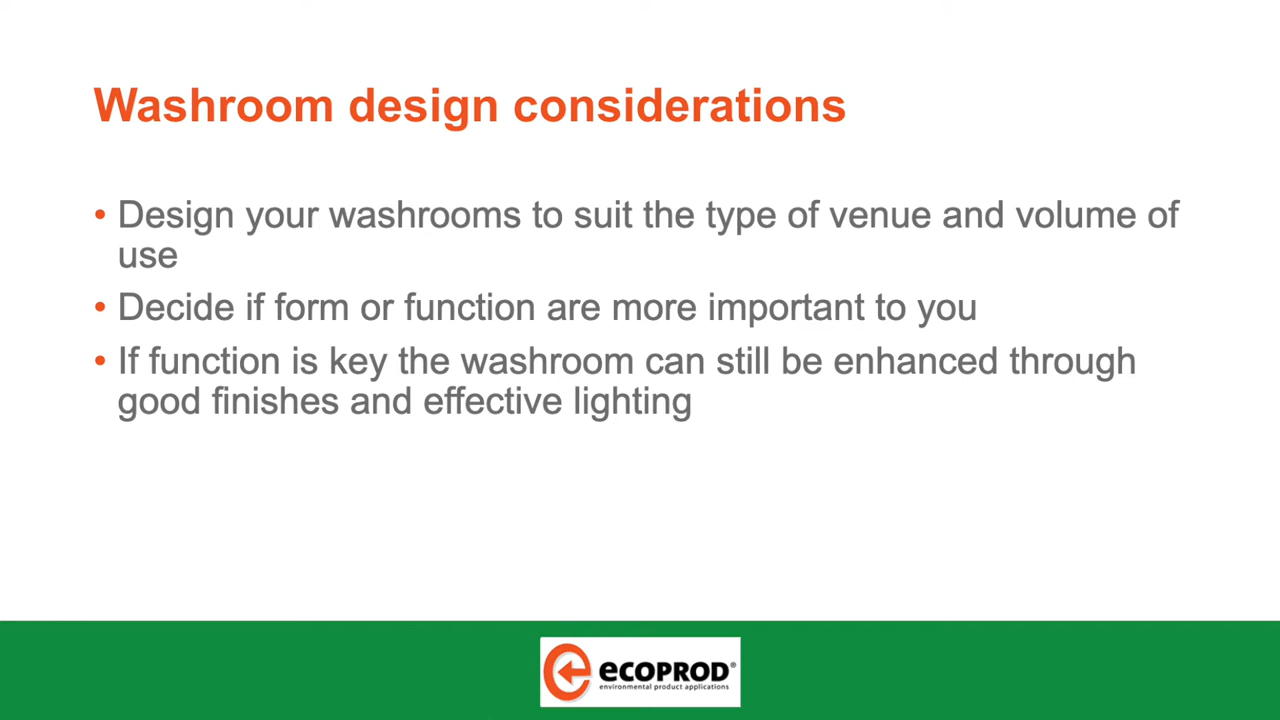 Washroom design considerations
• Design your washrooms to suit the type of venue and volume of
use
• Decide if form or function are more important to you
• If function is key the washroom can still be enhanced through
good finishes and effective lighting
ecoprod®
environmental product applications